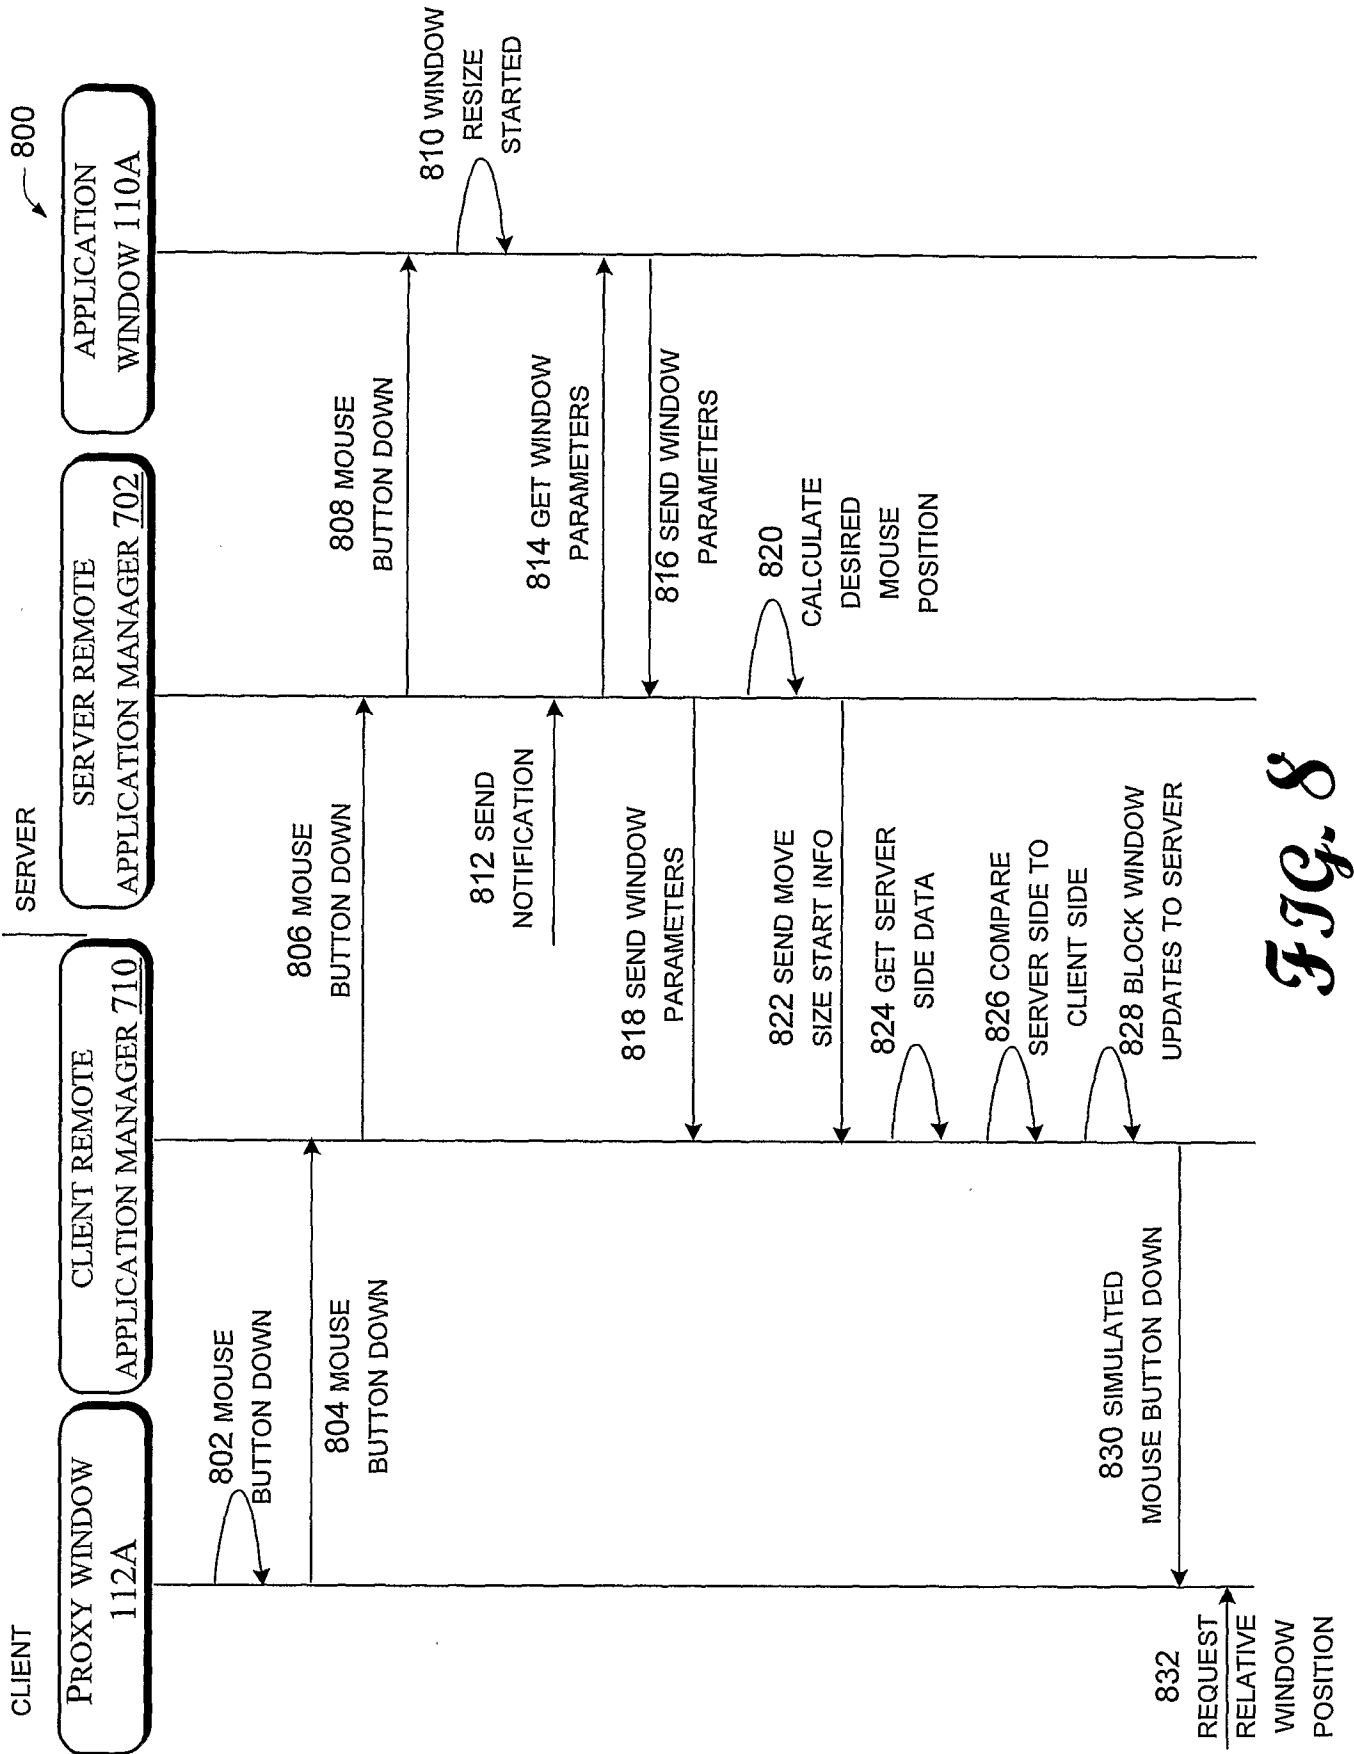 800
CLIENT
SERVER
PROXY WINDOW
112A
CLIENT REMOTE
APPLICATION MANAGER 710
SERVER REMOTE
APPLICATION MANAGER 702
APPLICATION
WINDOW 110A
802 MOUSE
BUTTON DOWN
804 MOUSE
BUTTON DOWN
806 MOUSE
BUTTON DOWN
808 MOUSE
BUTTON DOWN
810 WINDOW
RESIZE
STARTED
812 SEND
NOTIFICATION
814 GET WINDOW
PARAMETERS
816 SEND WINDOW
PARAMETERS
818 SEND WINDOW
PARAMETERS
820
CALCULATE
DESIRED
MOUSE
POSITION
822 SEND MOVE
SIZE START INFO
824 GET SERVER
SIDE DATA
826 COMPARE
SERVER SIDE TO
CLIENT SIDE
828 BLOCK WINDOW
UPDATES TO SERVER
830 SIMULATED
MOUSE BUTTON DOWN
832
REQUEST
RELATIVE
WINDOW
POSITION
FIG. 8